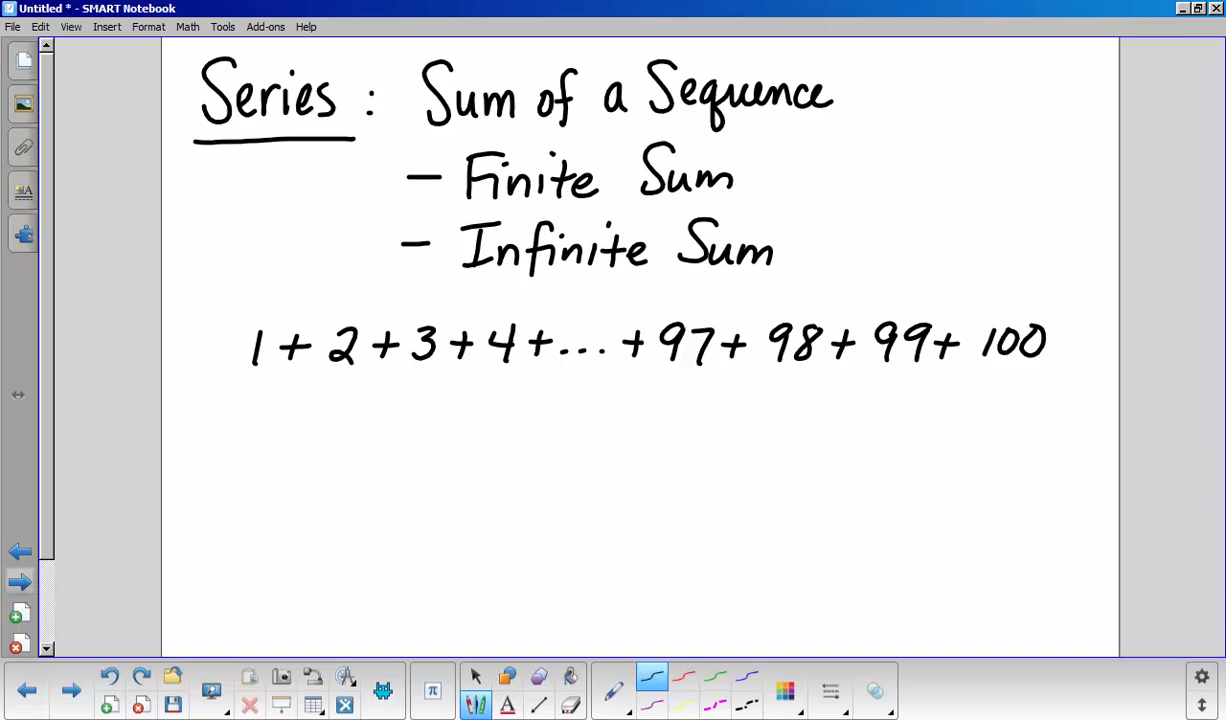 Untitled * - SMART Notebook
File Edit View Insert Format Math Tools Add-ons Help
Series : Sum of a Sequence
- Finite Sum
- Infinite Sum
1 + 2 + 3 + 4 + ... + 97 + 98 + 99 + 100